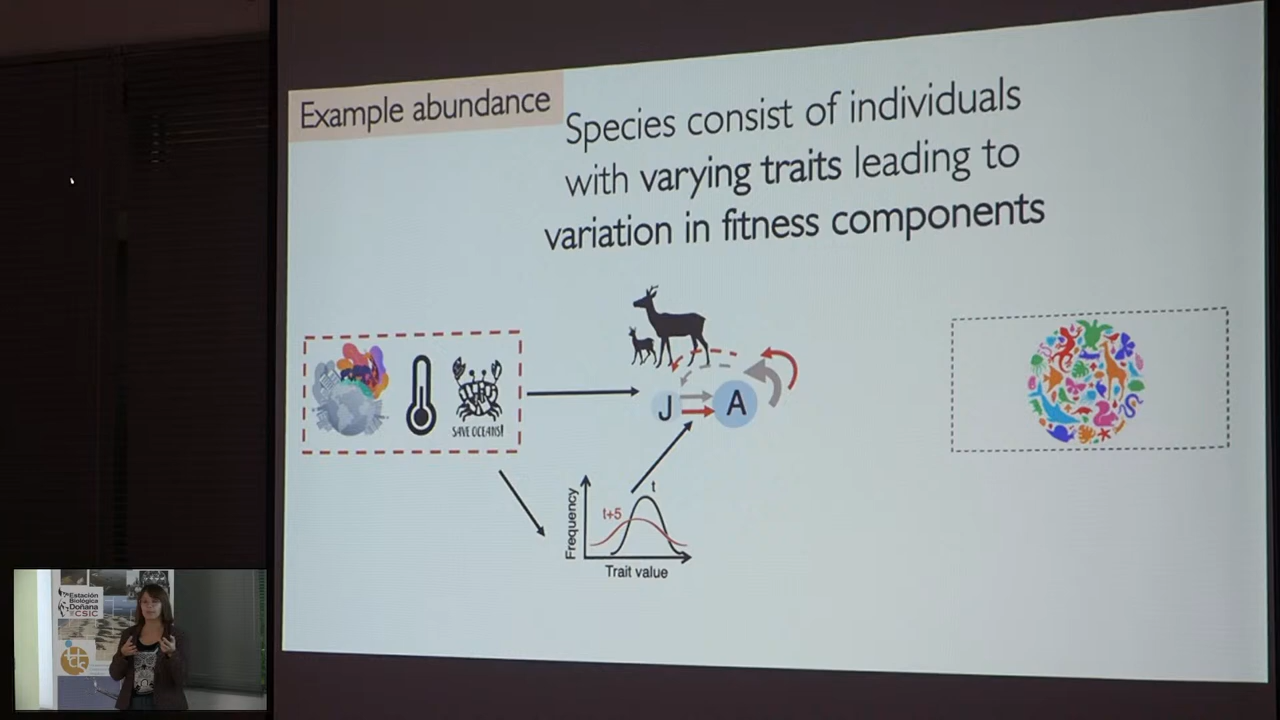 Example abundance
Species consist of individuals
with varying traits leading to
variation in fitness components
SAVE OCEANS!
J
A
t
t+5
Frequency
Trait value
Estación
Biológica
Doñana
CSIC